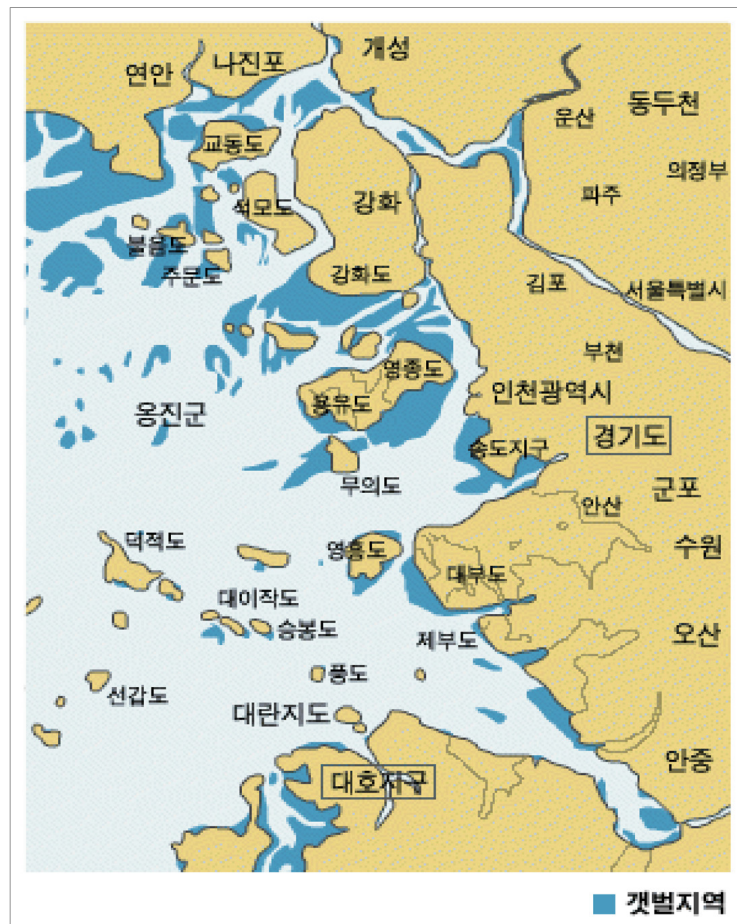 개성
나진포
연안
동두천
운산
교동도
의정부
파주
석모도
강화
볼음도
주문도
강화도
김포
서울특별시
부천
영종도
인천광역시
용유도
옹진군
경기도
송도지구
무의도
군포
안산
덕적도
영흥도
수원
대부도
대이작도
승봉도
제부도
오산
풍도
선갑도
대란지도
안중
대호지구
갯벌지역